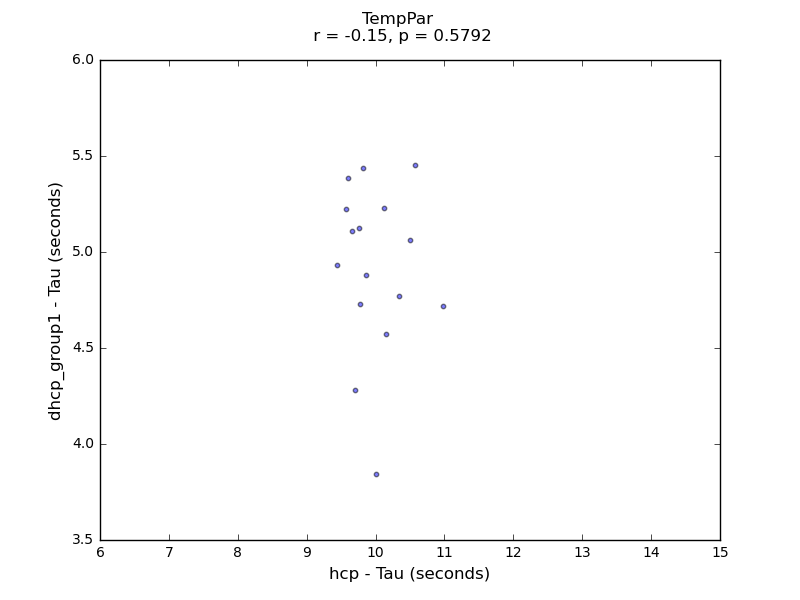 TempPar
r = -0.15, p = 0.5792
6.0
5.5
5.0
4.5
4.0
3.5
dhcp_group1 - Tau (seconds)
6 7 8 9 10 11 12 13 14 15
hcp - Tau (seconds)